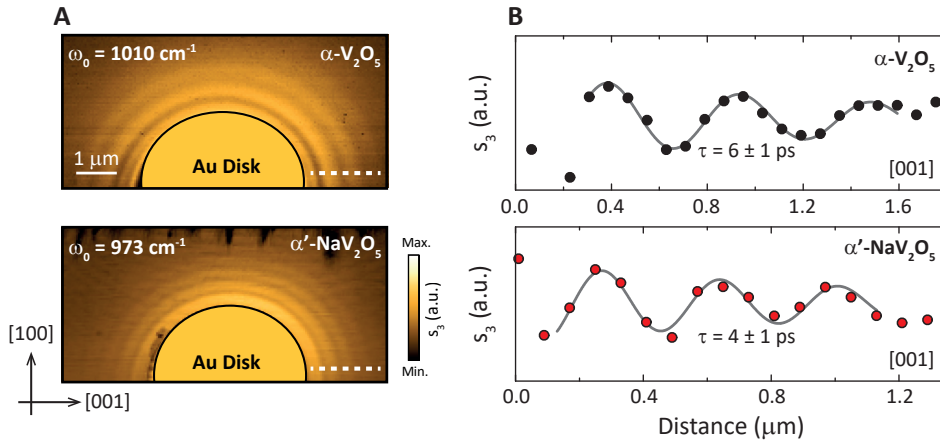 A
ω₀ = 1010 cm⁻¹
α-V₂O₅
1 μm
Au Disk
ω₀ = 973 cm⁻¹
α’-NaV₂O₅
Au Disk
Max.
s₃ (a.u.)
Min.
[100]
[001]
B
α-V₂O₅
s₃ (a.u.)
τ = 6 ± 1 ps
[001]
0.0 0.4 0.8 1.2 1.6
α’-NaV₂O₅
s₃ (a.u.)
τ = 4 ± 1 ps
[001]
0.0 0.4 0.8 1.2
Distance (μm)